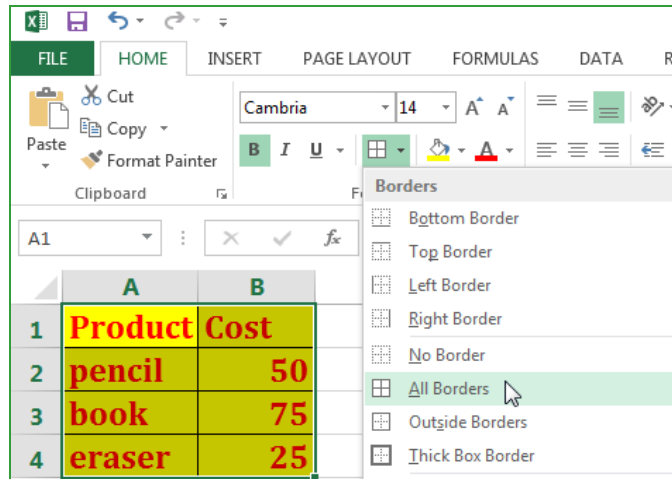 FILE HOME INSERT PAGE LAYOUT FORMULAS DATA R
Cut
Copy
Format Painter
Paste
Clipboard
Cambria 14 A A
B I U A
Borders
Bottom Border
Top Border
Left Border
Right Border
No Border
All Borders
Outside Borders
Thick Box Border
A1 fx
A B
1 Product Cost
2 pencil 50
3 book 75
4 eraser 25